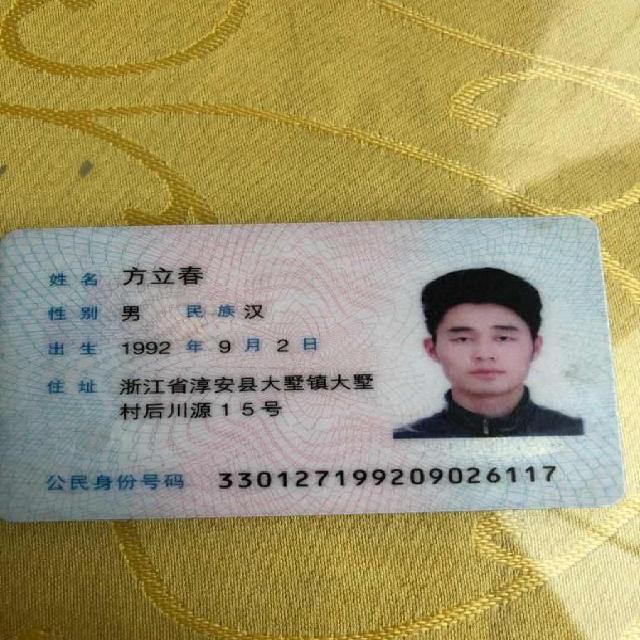 姓名 方立春
性别 男 民族 汉
出生 1992 年 9 月 2 日
住址 浙江省淳安县大墅镇大墅
村后川源15号
公民身份号码 330127199209026117